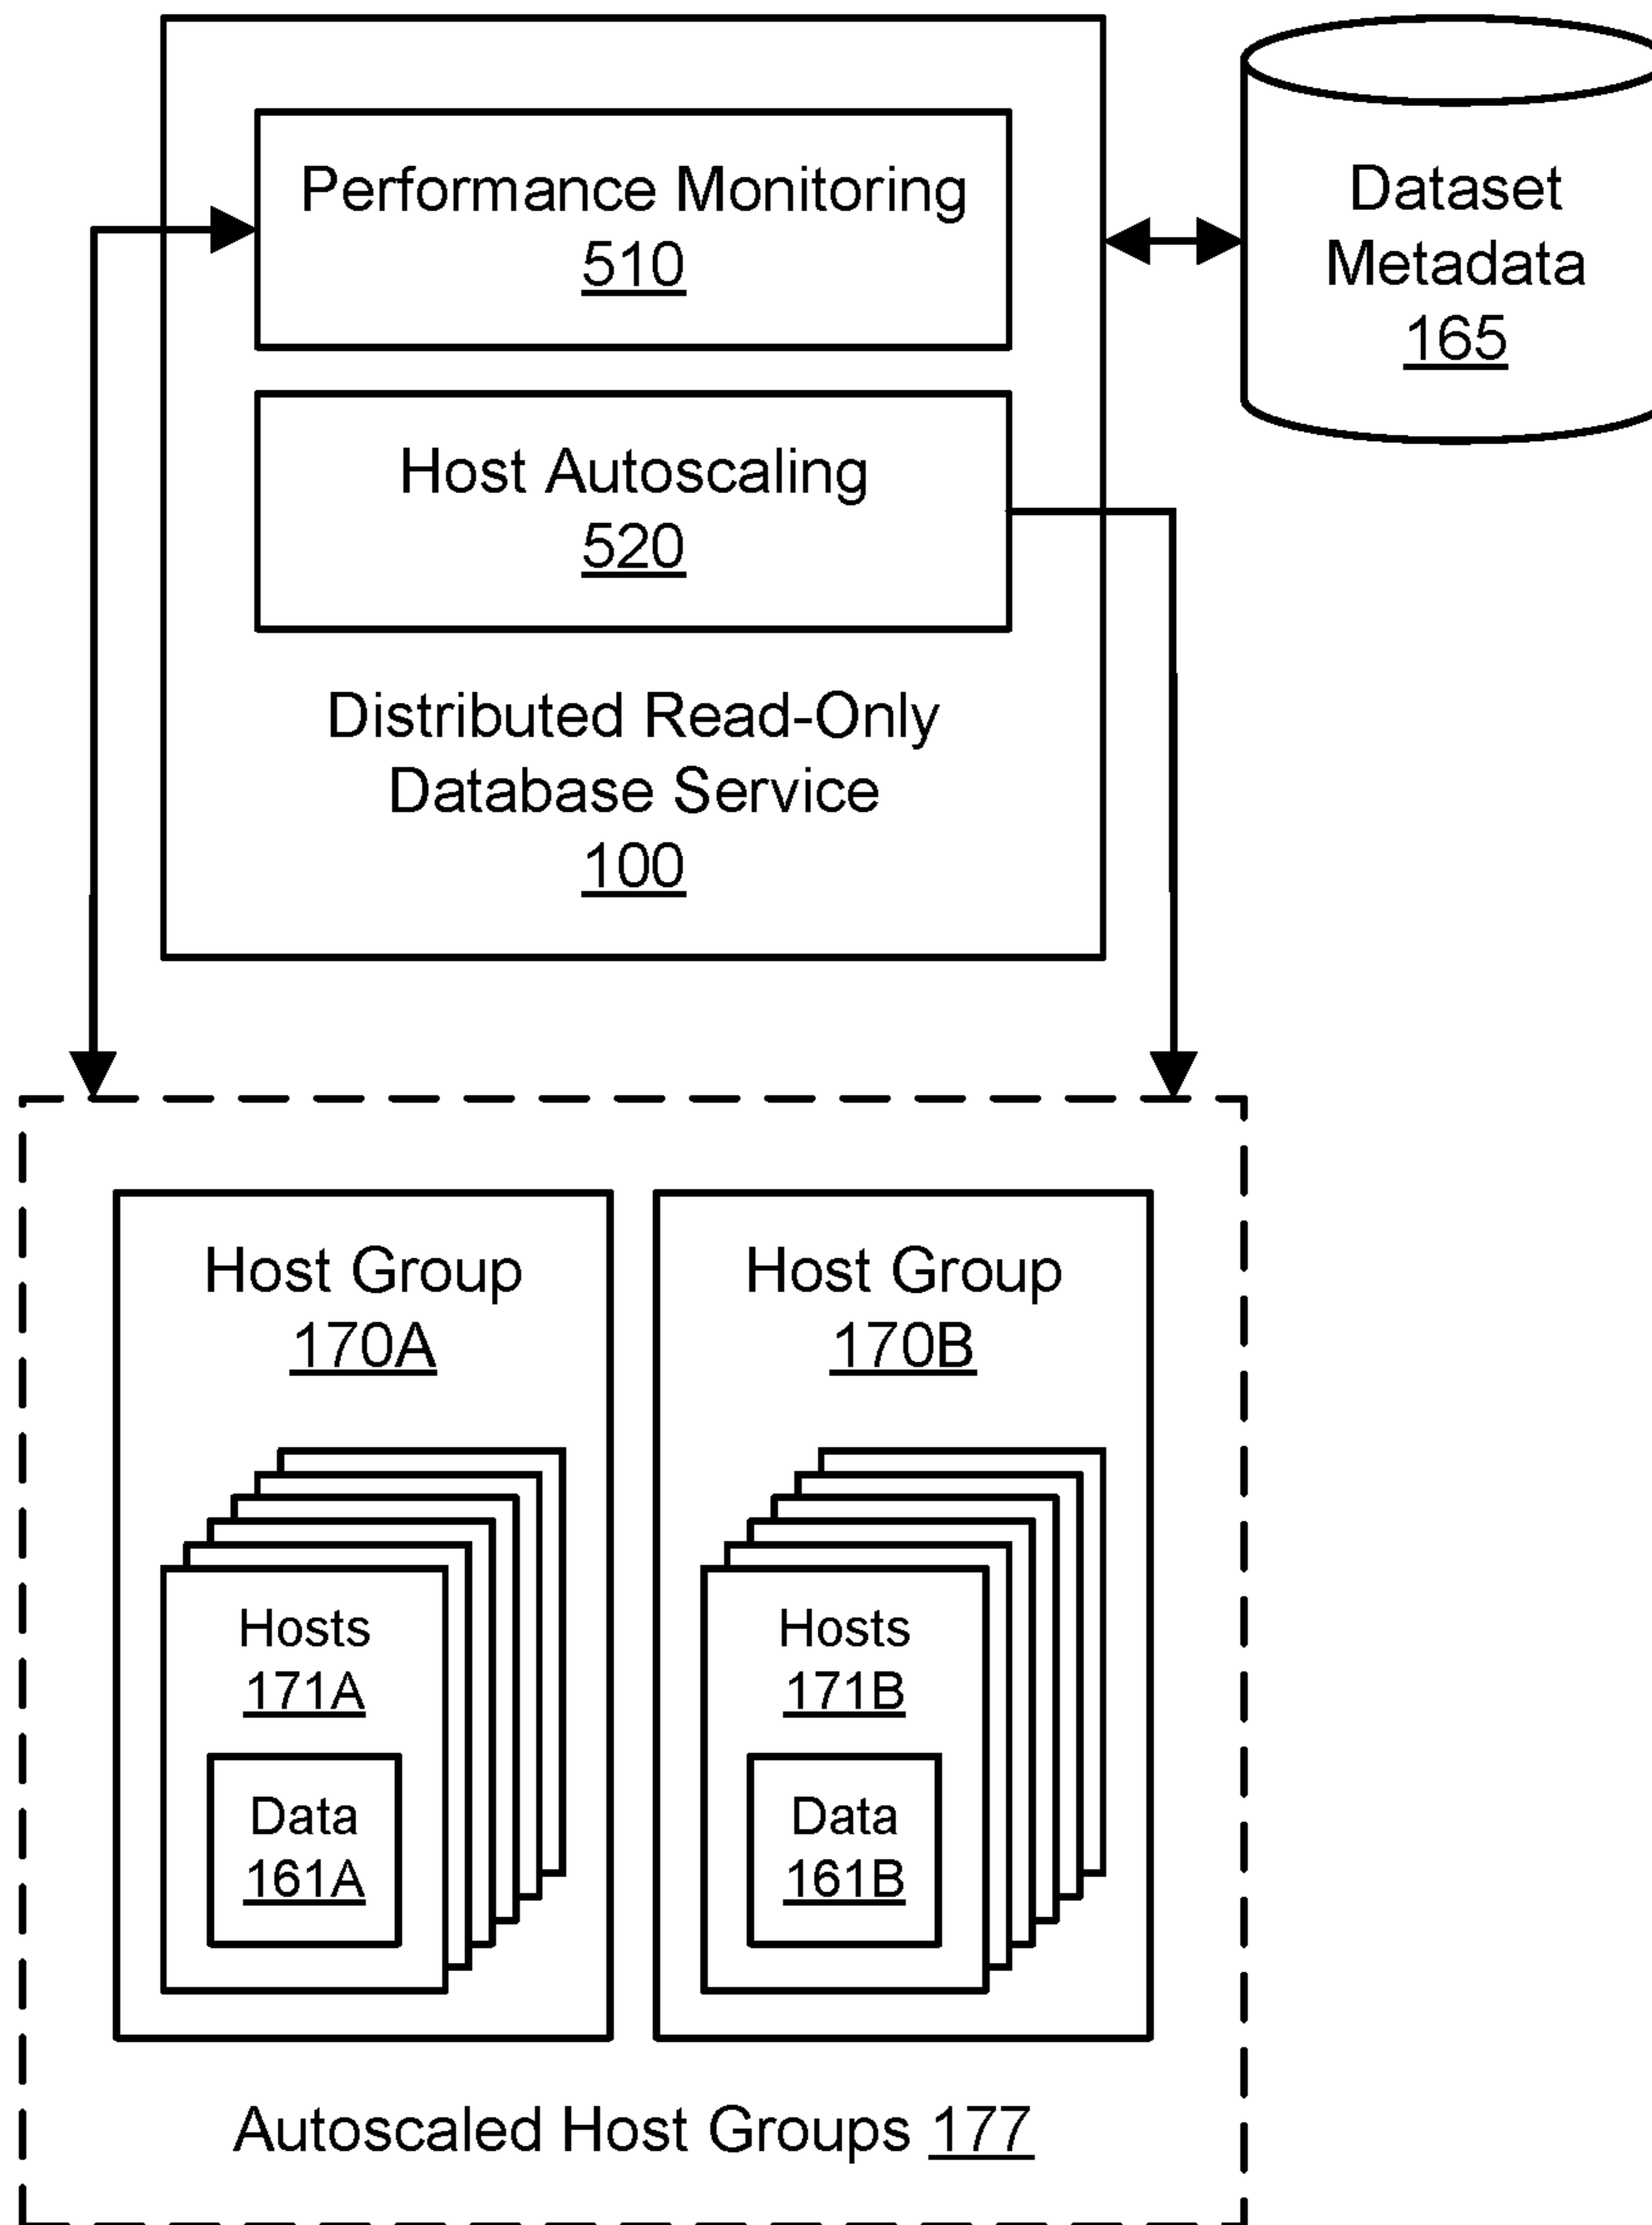 Performance Monitoring
510
Host Autoscaling
520
Distributed Read-Only
Database Service
100
Dataset
Metadata
165
Host Group
170A
Hosts
171A
Data
161A
Host Group
170B
Hosts
171B
Data
161B
Autoscaled Host Groups 177